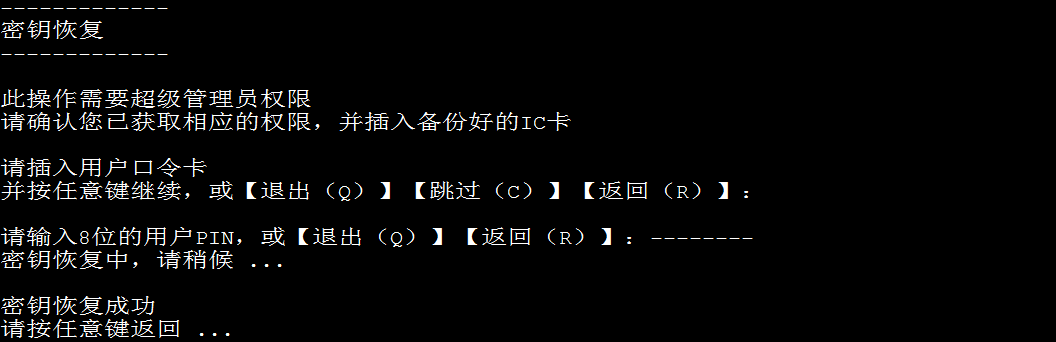 -------------
密钥恢复
-------------
此操作需要超级管理员权限
请确认您已获取相应的权限，并插入备份好的IC卡
请插入用户口令卡
并按任意键继续，或【退出（Q）】【跳过（C）】【返回（R）】：
请输入8位的用户PIN，或【退出（Q）】【返回（R）】：--------
密钥恢复中，请稍候 ...
密钥恢复成功
请按任意键返回 ...